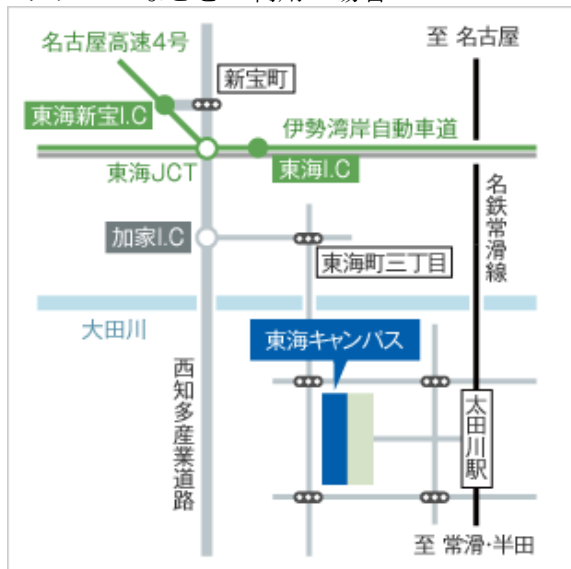 名古屋高速4号
至 名古屋
新宝町
東海新宝I.C
伊勢湾岸自動車道
東海JCT
東海I.C
名鉄常滑線
加家I.C
東海町三丁目
大田川
東海キャンパス
西知多産業道路
太田川駅
至 常滑・半田